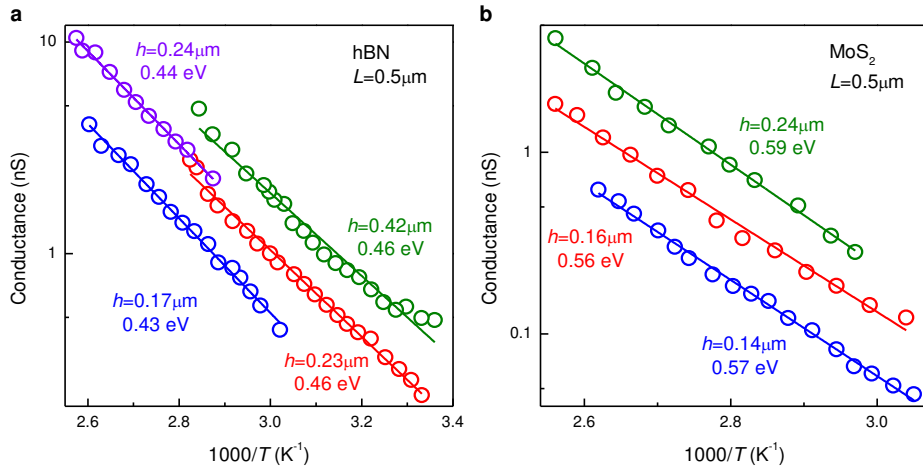 a
hBN
L=0.5μm
h=0.24μm
0.44 eV
h=0.42μm
0.46 eV
h=0.17μm
0.43 eV
h=0.23μm
0.46 eV
10
1
Conductance (nS)
2.6
2.8
3.0
3.2
3.4
1000/T (K⁻¹)
b
MoS₂
L=0.5μm
h=0.24μm
0.59 eV
h=0.16μm
0.56 eV
h=0.14μm
0.57 eV
1
0.1
Conductance (nS)
2.6
2.8
3.0
1000/T (K⁻¹)